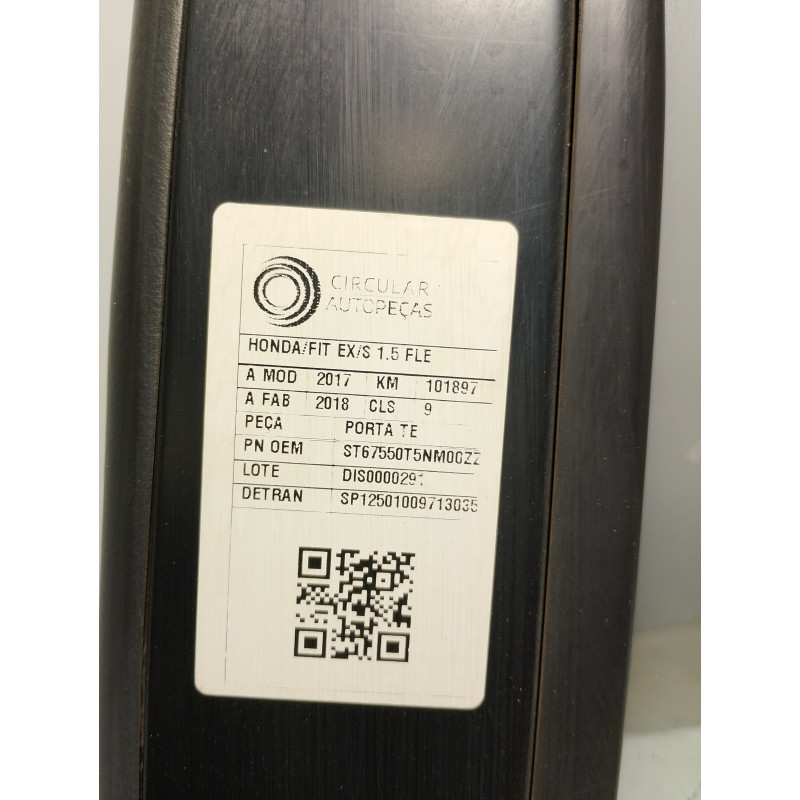 CIRCULAR
AUTOPEÇAS
HONDA/FIT EX/S 1.5 FLE
A MOD 2017 KM 101897
A FAB 2018 CLS 9
PEÇA PORTA TE
PN OEM ST67550T5NM00ZZ
LOTE DIS0000291
DETRAN SP12501009713035